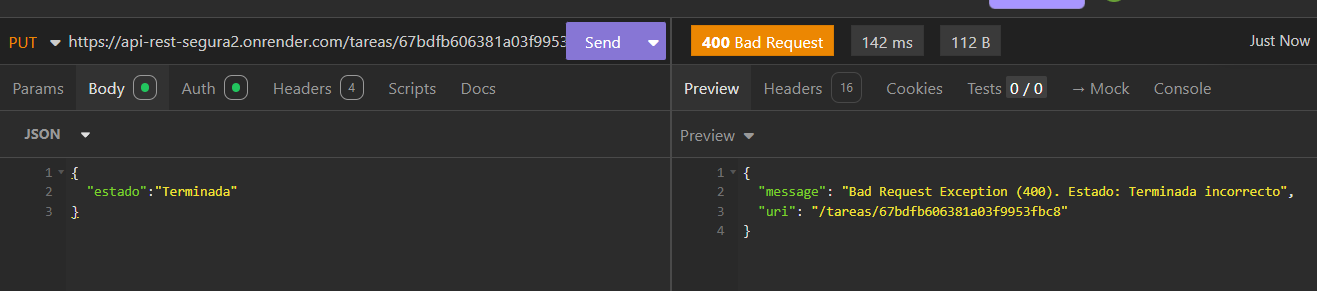 PUT https://api-rest-segura2.onrender.com/tareas/67bdfb606381a03f9953 Send 400 Bad Request 142 ms 112 B Just Now
Params Body Auth Headers 4 Scripts Docs Preview Headers 16 Cookies Tests 0 / 0 → Mock Console
JSON Preview
1 {
2 "estado":"Terminada"
3 }
1 {
2 "message": "Bad Request Exception (400). Estado: Terminada incorrecto",
3 "uri": "/tareas/67bdfb606381a03f9953fbc8"
4 }